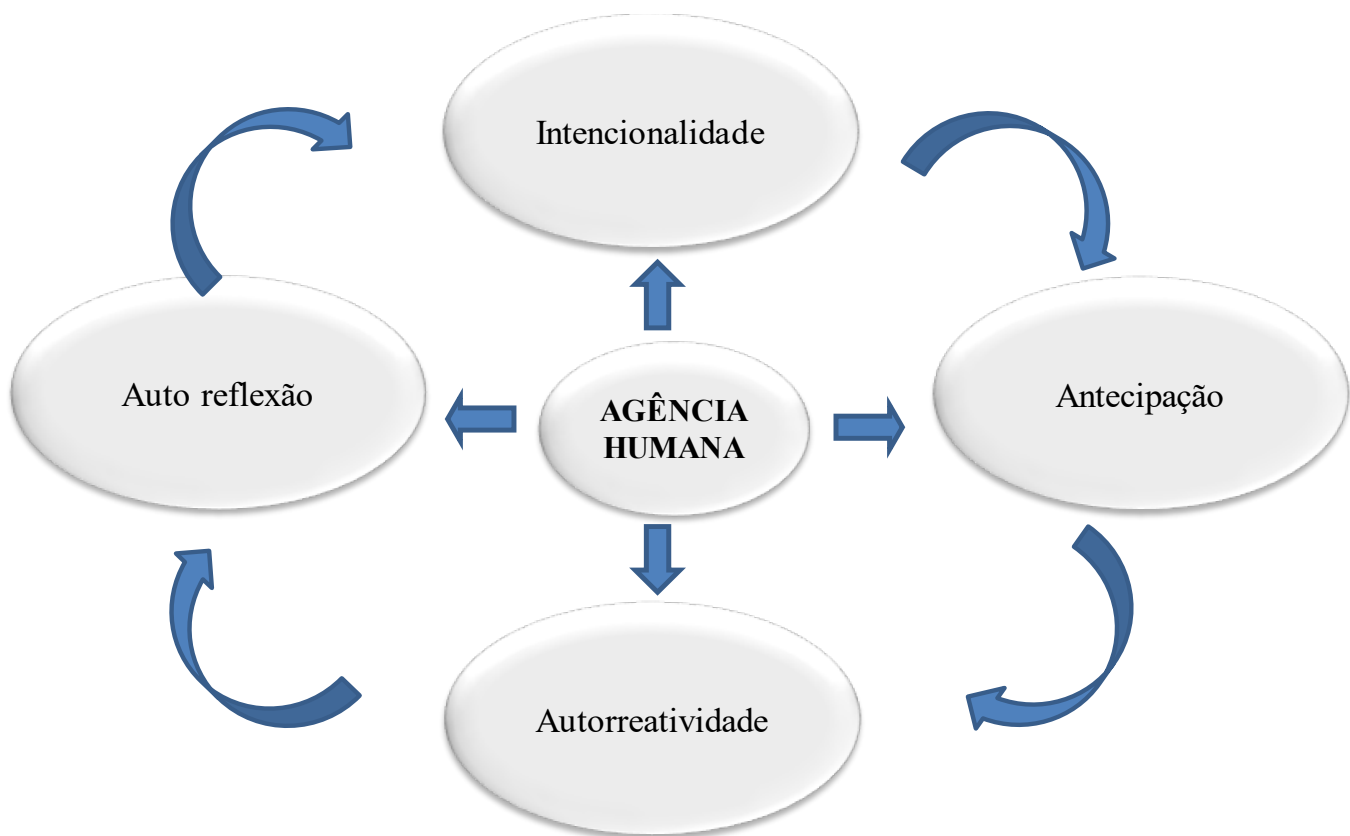 Intencionalidade
Auto reflexão
AGÊNCIA
HUMANA
Antecipação
Autorreatividade